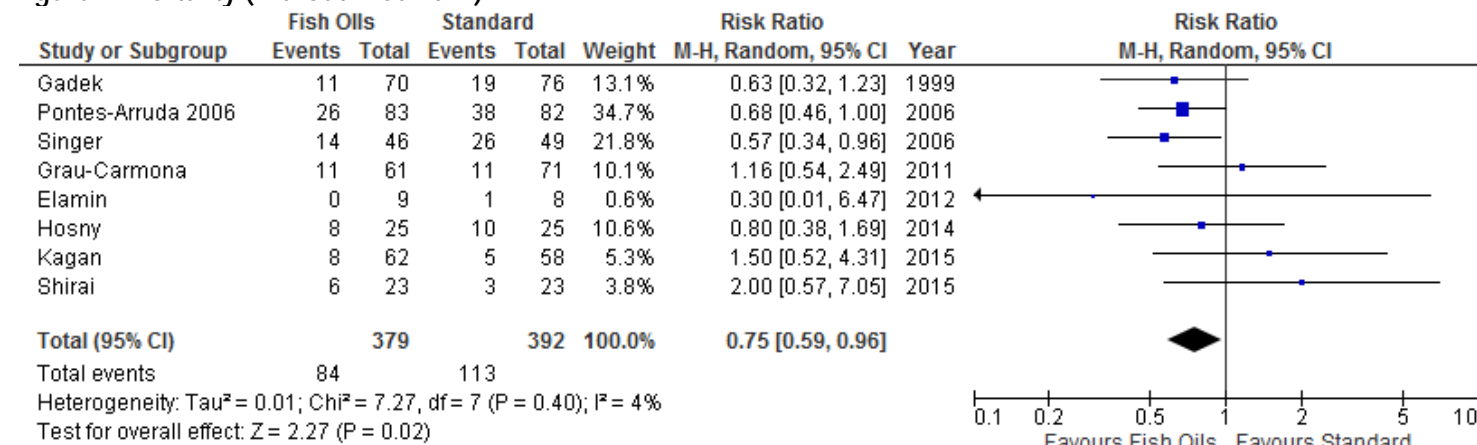 Fish OIls Standard Risk Ratio Risk Ratio
Study or Subgroup Events Total Events Total Weight M-H, Random, 95% CI Year M-H, Random, 95% CI
Gadek 11 70 19 76 13.1% 0.63 [0.32, 1.23] 1999
Pontes-Arruda 2006 26 83 38 82 34.7% 0.68 [0.46, 1.00] 2006
Singer 14 46 26 49 21.8% 0.57 [0.34, 0.96] 2006
Grau-Carmona 11 61 11 71 10.1% 1.16 [0.54, 2.49] 2011
Elamin 0 9 1 8 0.6% 0.30 [0.01, 6.47] 2012
Hosny 8 25 10 25 10.6% 0.80 [0.38, 1.69] 2014
Kagan 8 62 5 58 5.3% 1.50 [0.52, 4.31] 2015
Shirai 6 23 3 23 3.8% 2.00 [0.57, 7.05] 2015
Total (95% CI) 379 392 100.0% 0.75 [0.59, 0.96]
Total events 84 113
Heterogeneity: Tau² = 0.01; Chi² = 7.27, df = 7 (P = 0.40); I² = 4%
Test for overall effect: Z = 2.27 (P = 0.02)
0.1 0.2 0.5 1 2 5 10
Favours Fish Oils Favours Standard